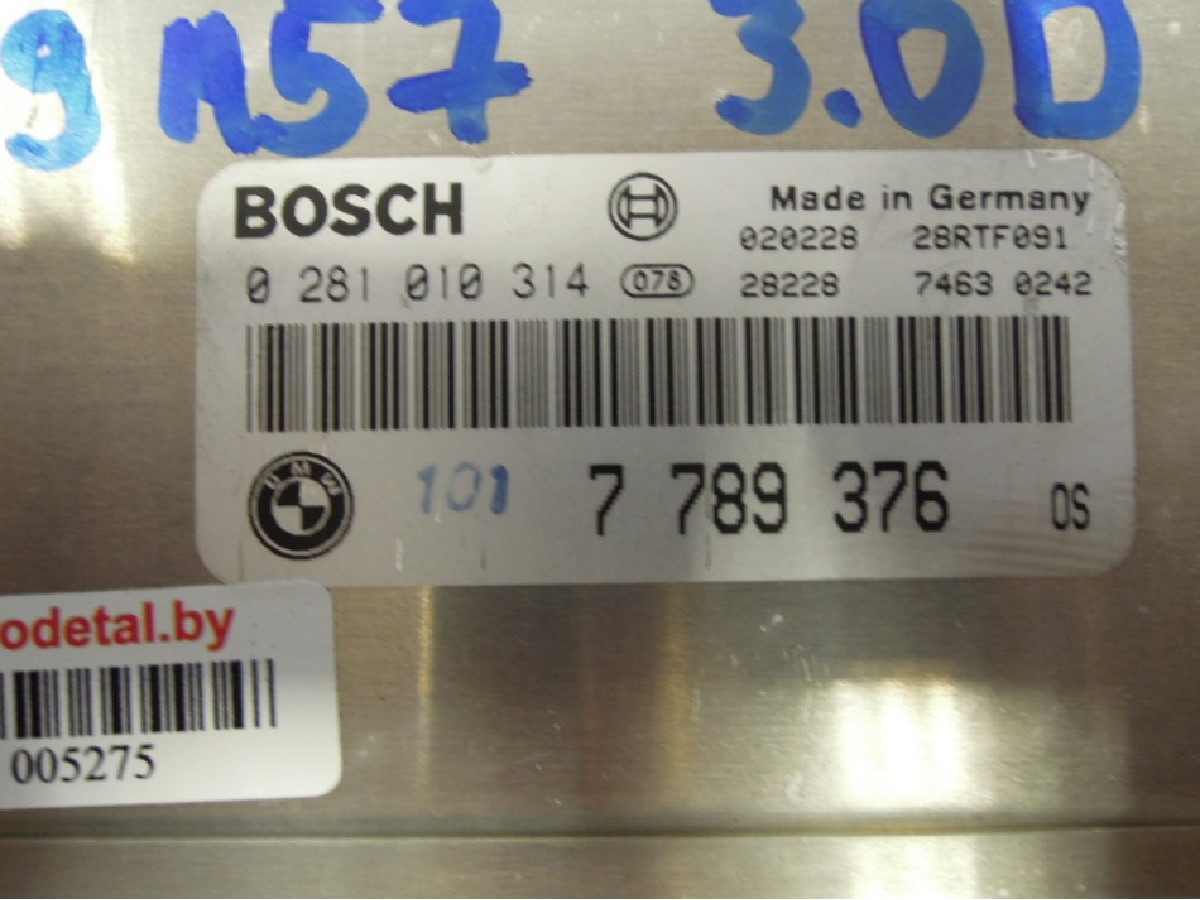 9 n57 3.0D
BOSCH Made in Germany
020228 28RTF091
0 281 010 314 078 28228 7463 0242
BMW 101 7 789 376 OS
odetal.by
005275